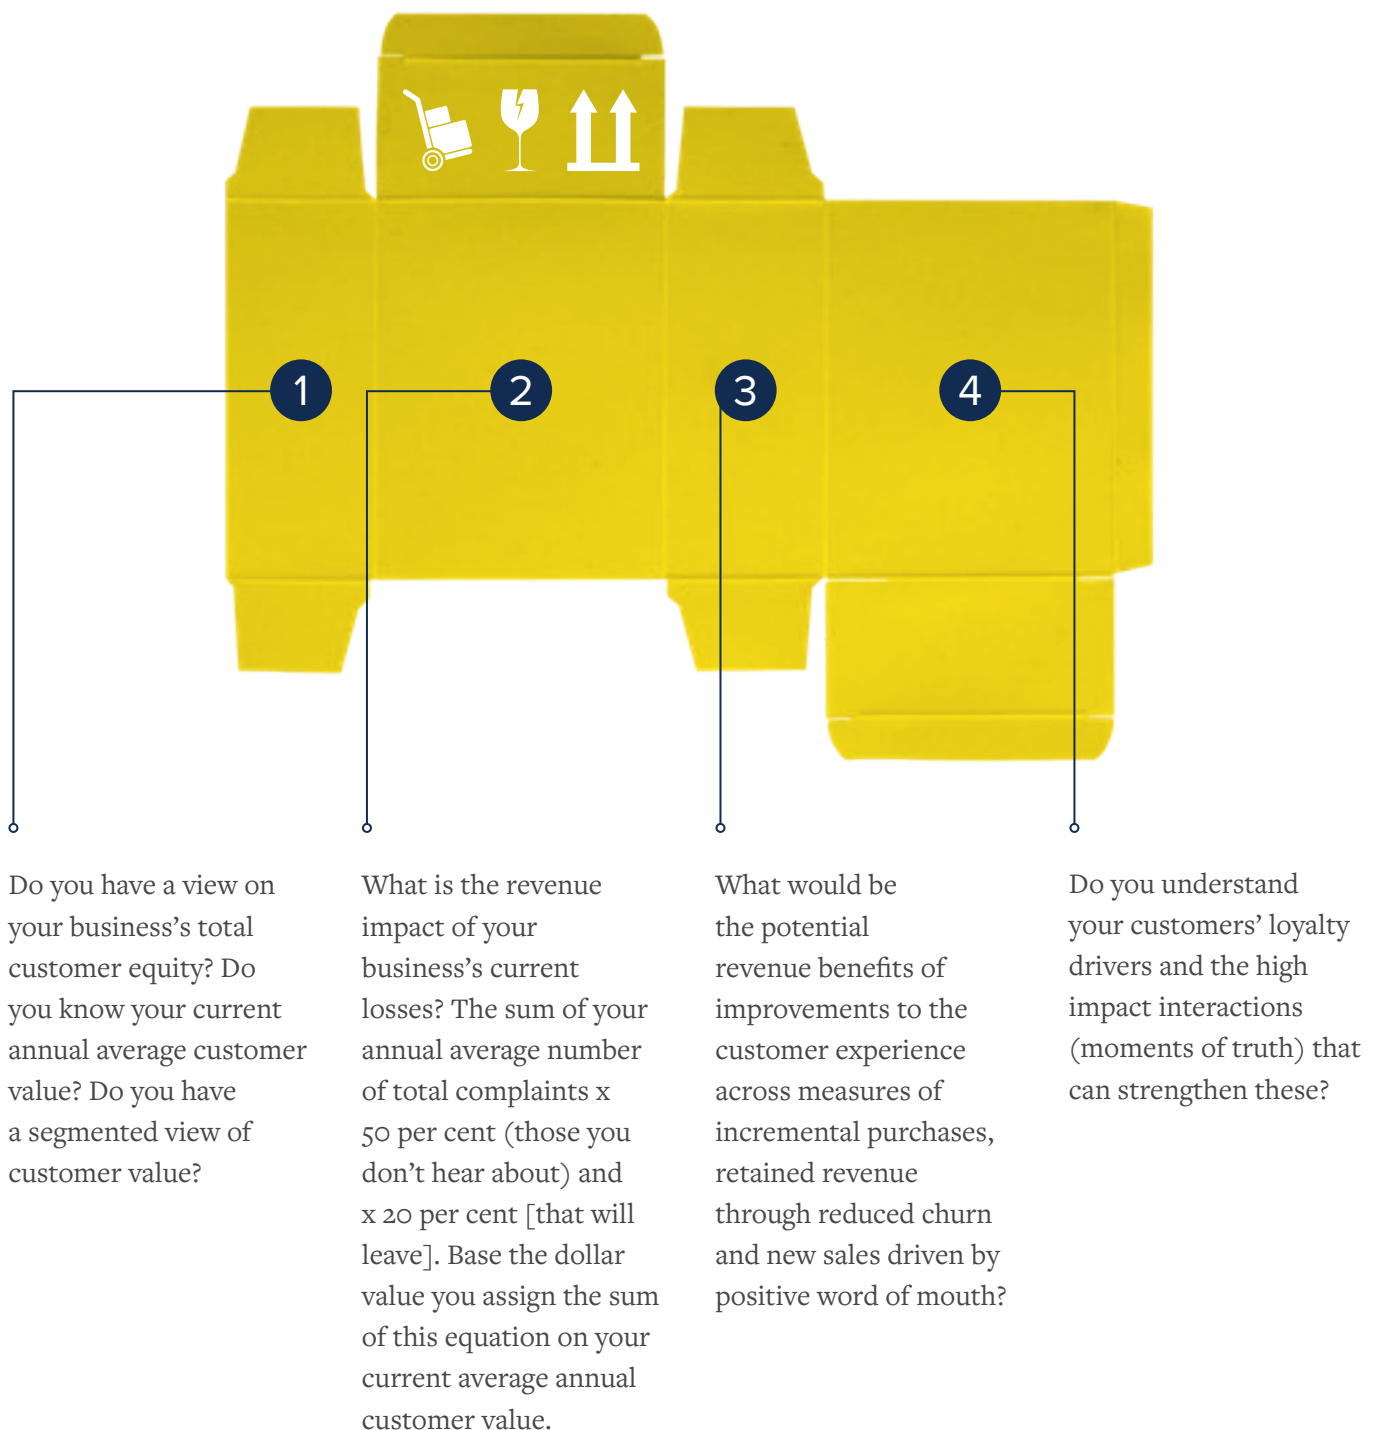 1
2
3
4
Do you have a view on
your business’s total
customer equity? Do
you know your current
annual average customer
value? Do you have
a segmented view of
customer value?
What is the revenue
impact of your
business’s current
losses? The sum of your
annual average number
of total complaints x
50 per cent (those you
don’t hear about) and
x 20 per cent [that will
leave]. Base the dollar
value you assign the sum
of this equation on your
current average annual
customer value.
What would be
the potential
revenue benefits of
improvements to the
customer experience
across measures of
incremental purchases,
retained revenue
through reduced churn
and new sales driven by
positive word of mouth?
Do you understand
your customers’ loyalty
drivers and the high
impact interactions
(moments of truth) that
can strengthen these?